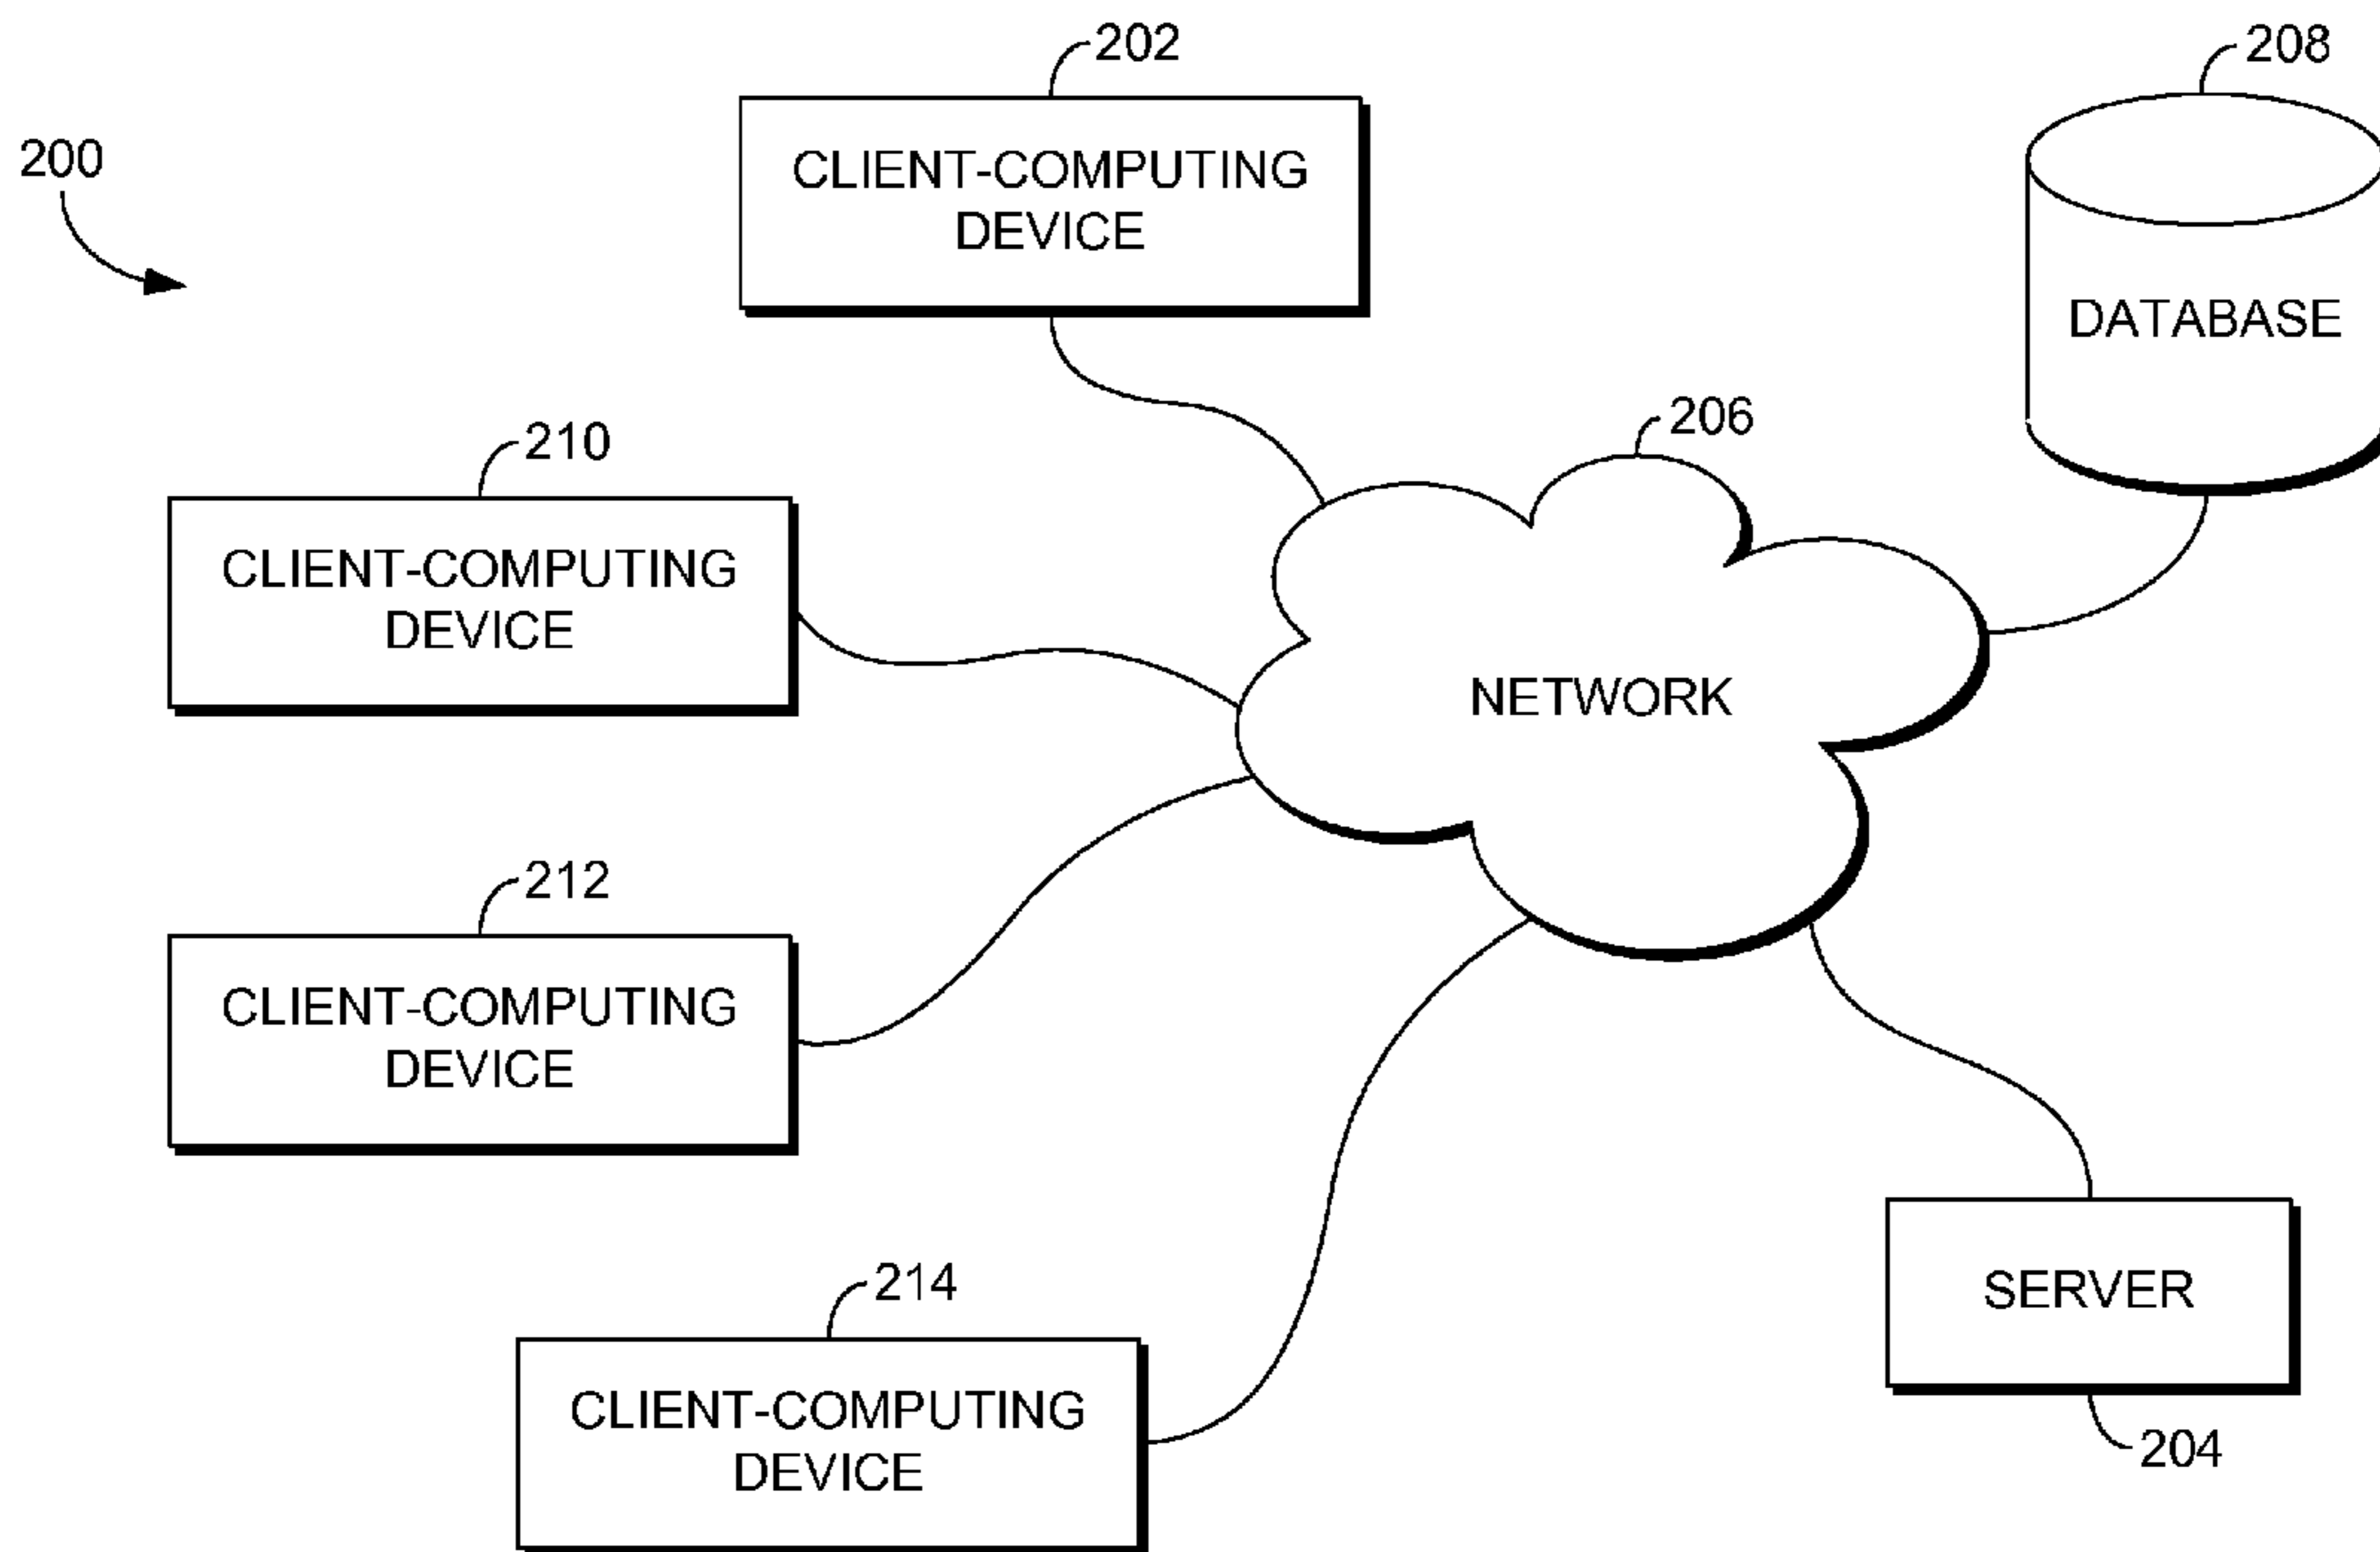 202
208
200
CLIENT-COMPUTING
DEVICE
DATABASE
206
210
CLIENT-COMPUTING
DEVICE
NETWORK
212
CLIENT-COMPUTING
DEVICE
214
SERVER
CLIENT-COMPUTING
DEVICE
204